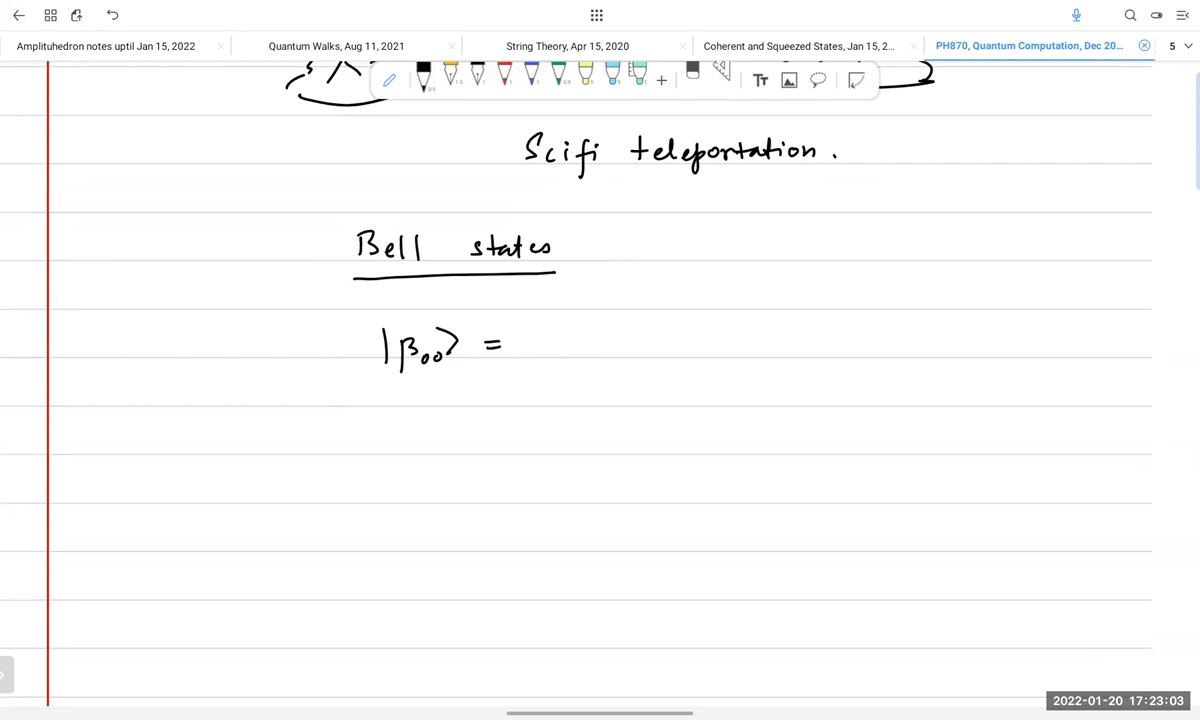 Amplituhedron notes uptil Jan 15, 2022 Quantum Walks, Aug 11, 2021 String Theory, Apr 15, 2020 Coherent and Squeezed States, Jan 15, 2... PH870, Quantum Computation, Dec 20... 5
Tт
Scifi teleportation.
Bell states
|β₀₀⟩ =
2022-01-20 17:23:03